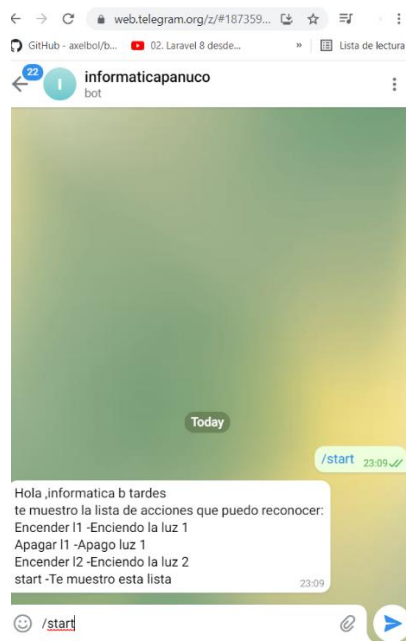 web.telegram.org/z/#187359...
GitHub - axelbol/b...
02. Laravel 8 desde...
»
Lista de lectura
22
I
informaticapanuco
bot
Today
/start 23:09
Hola ,informatica b tardes
te muestro la lista de acciones que puedo reconocer:
Encender l1 -Enciendo la luz 1
Apagar l1 -Apago luz 1
Encender l2 -Enciendo la luz 2
start -Te muestro esta lista
23:09
/start